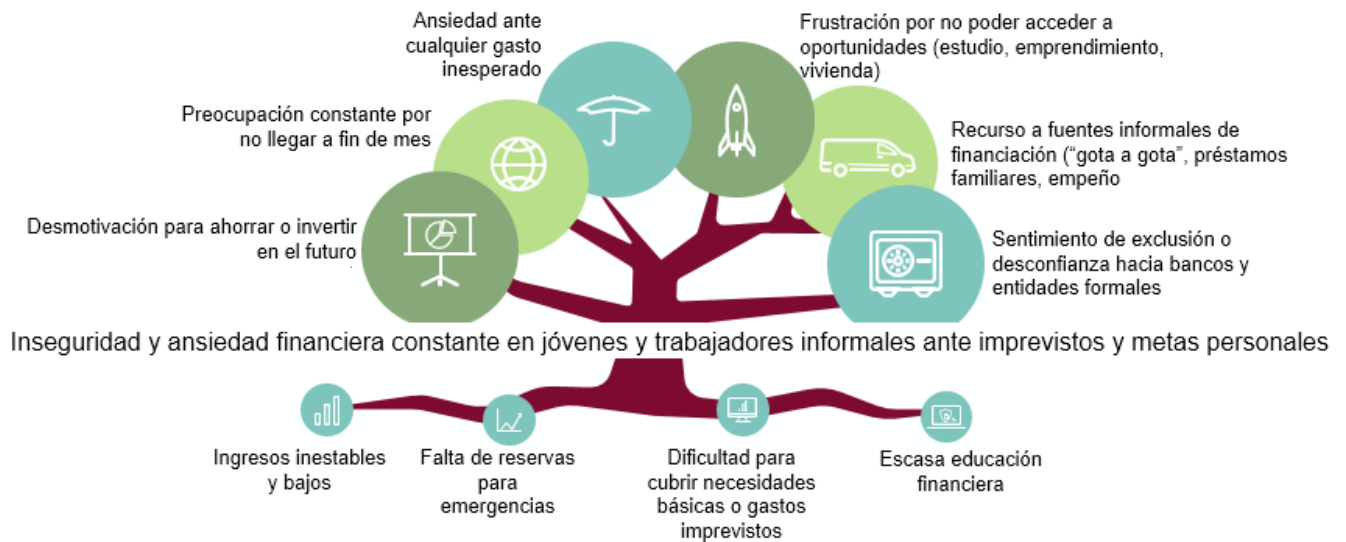 Ansiedad ante
cualquier gasto
inesperado
Frustración por no poder acceder a
oportunidades (estudio, emprendimiento,
vivienda)
Preocupación constante por
no llegar a fin de mes
Recurso a fuentes informales de
financiación (“gota a gota”, préstamos
familiares, empeño
Desmotivación para ahorrar o invertir
en el futuro
Sentimiento de exclusión o
desconfianza hacia bancos y
entidades formales
Inseguridad y ansiedad financiera constante en jóvenes y trabajadores informales ante imprevistos y metas personales
Ingresos inestables
y bajos
Falta de reservas
para
emergencias
Dificultad para
cubrir necesidades
básicas o gastos
imprevistos
Escasa educación
financiera